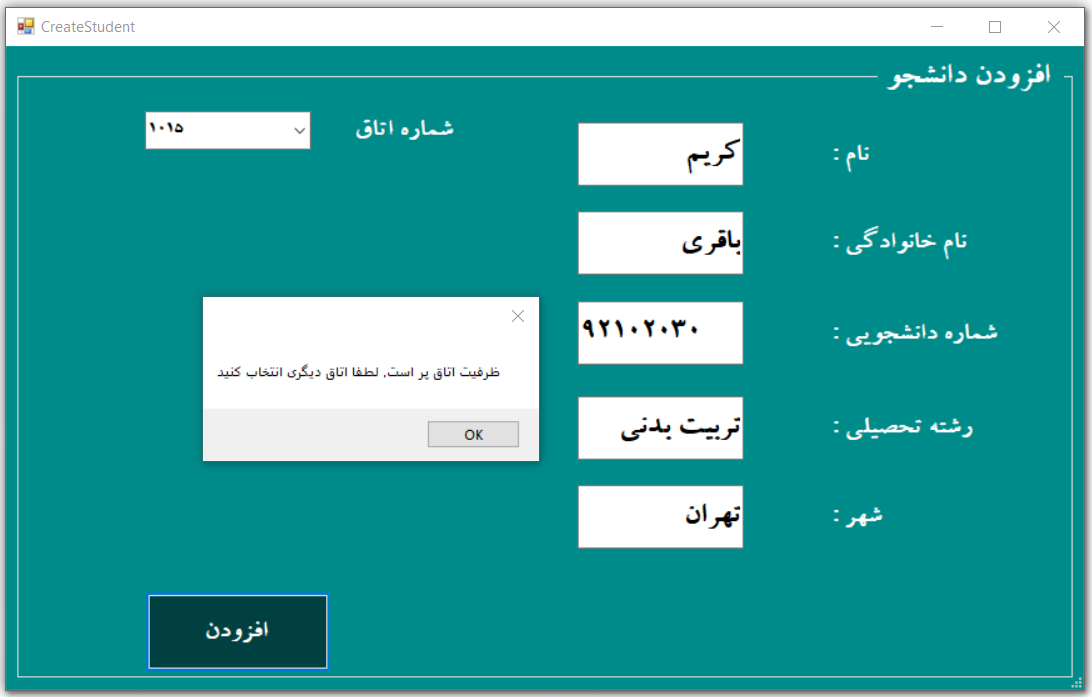 CreateStudent
افزودن دانشجو
نام :
کریم
شماره اتاق
۱۰۱۵
نام خانوادگی :
باقری
شماره دانشجویی :
۹۲۱۰۲۰۳۰
ظرفیت اتاق پر است, لطفا اتاق دیگری انتخاب کنید
OK
رشته تحصیلی :
تربیت بدنی
شهر :
تهران
افزودن